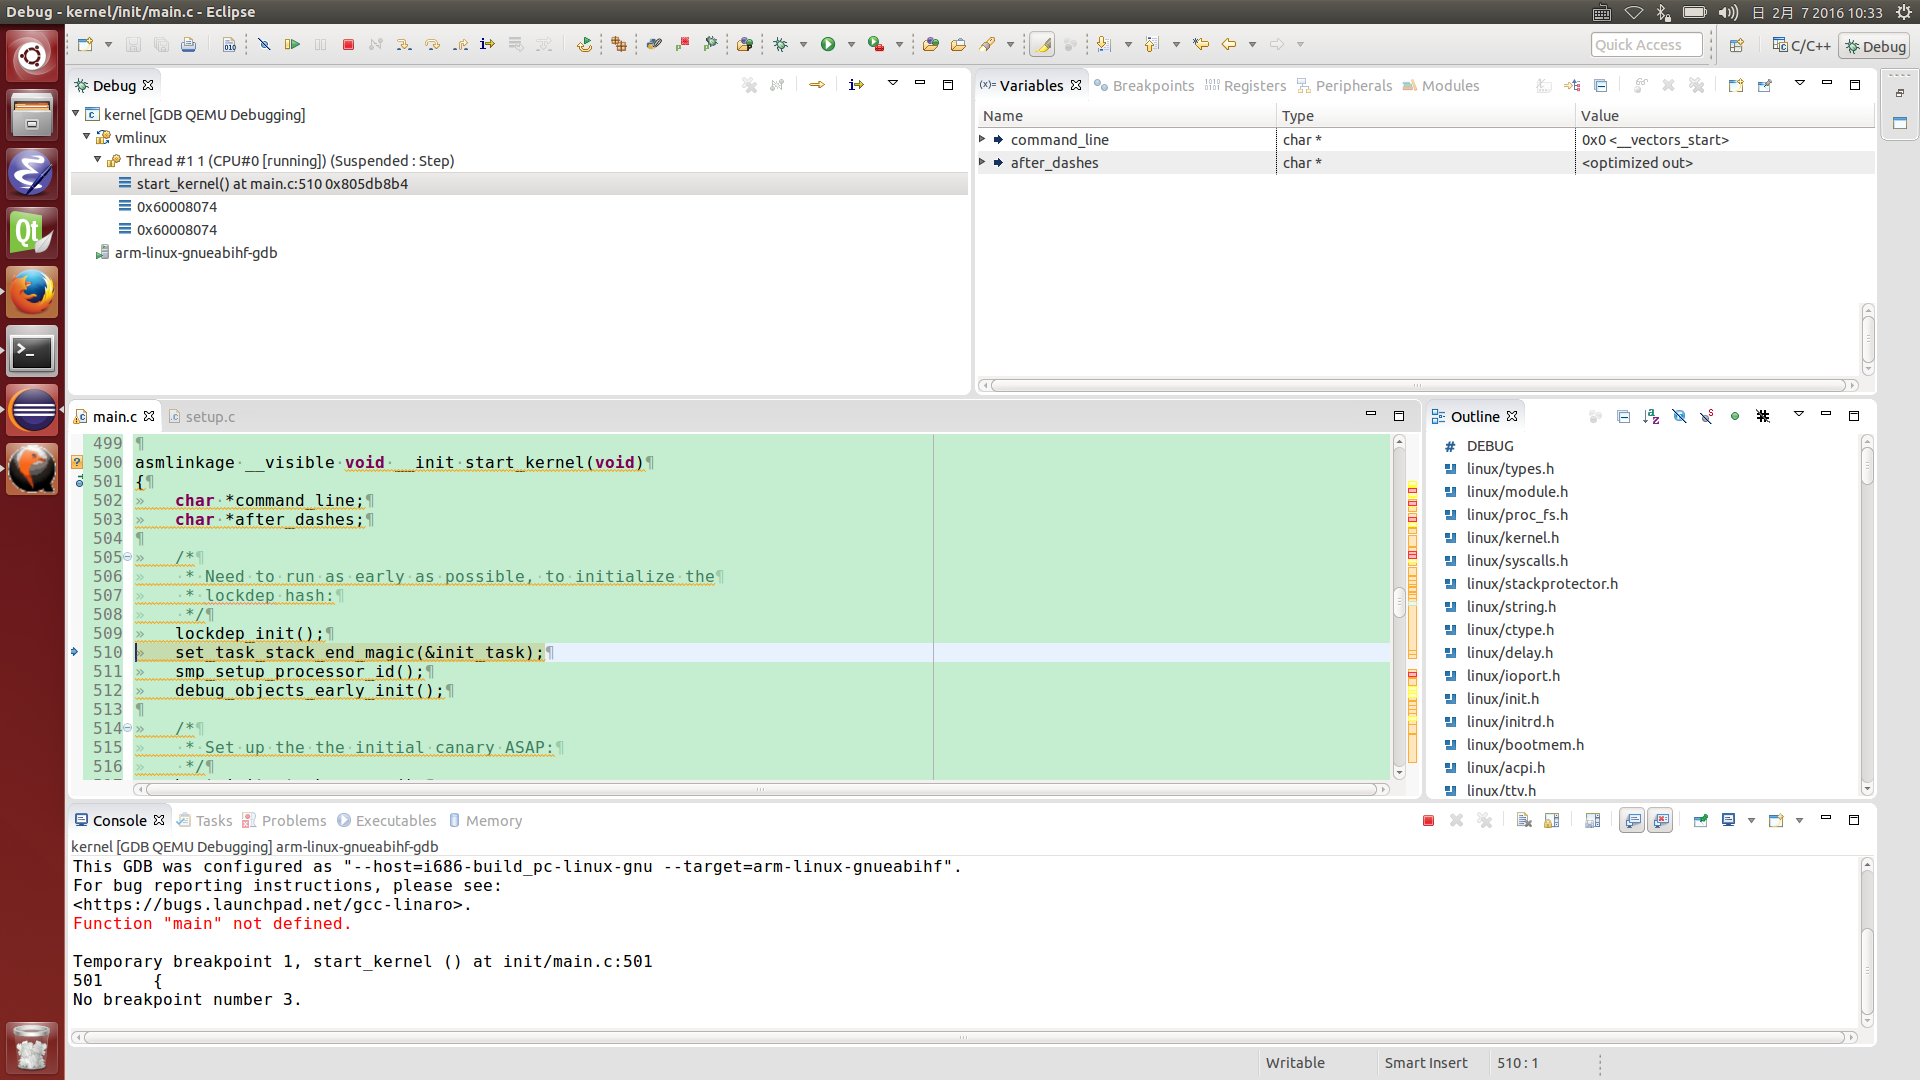 Debug - kernel/init/main.c - Eclipse
日 2月 7 2016 10:33
Quick Access
C/C++
Debug
Debug
kernel [GDB QEMU Debugging]
vmlinux
Thread #1 1 (CPU#0 [running]) (Suspended : Step)
start_kernel() at main.c:510 0x805db8b4
0x60008074
0x60008074
arm-linux-gnueabihf-gdb
(x)= Variables
Breakpoints
Registers
Peripherals
Modules
Name Type Value
command_line char * 0x0 <__vectors_start>
after_dashes char * <optimized out>
main.c
setup.c
499 ¶
500 asmlinkage·__visible·void·__init·start_kernel(void)¶
501 {¶
502 » char·*command_line;¶
503 » char·*after_dashes;¶
504 ¶
505 » /*¶
506 » ·*·Need·to·run·as·early·as·possible,·to·initialize·the¶
507 » ·*·lockdep·hash:¶
508 » ·*/¶
509 » lockdep_init();¶
510 » set_task_stack_end_magic(&init_task);¶
511 » smp_setup_processor_id();¶
512 » debug_objects_early_init();¶
513 ¶
514 » /*¶
515 » ·*·Set·up·the·the·initial·canary·ASAP:¶
516 » ·*/¶
Outline
# DEBUG
linux/types.h
linux/module.h
linux/proc_fs.h
linux/kernel.h
linux/syscalls.h
linux/stackprotector.h
linux/string.h
linux/ctype.h
linux/delay.h
linux/ioport.h
linux/init.h
linux/initrd.h
linux/bootmem.h
linux/acpi.h
linux/tty.h
Console
Tasks
Problems
Executables
Memory
kernel [GDB QEMU Debugging] arm-linux-gnueabihf-gdb
This GDB was configured as "--host=i686-build_pc-linux-gnu --target=arm-linux-gnueabihf".
For bug reporting instructions, please see:
<https://bugs.launchpad.net/gcc-linaro>.
Function "main" not defined.
Temporary breakpoint 1, start_kernel () at init/main.c:501
501 {
No breakpoint number 3.
Writable
Smart Insert
510 : 1